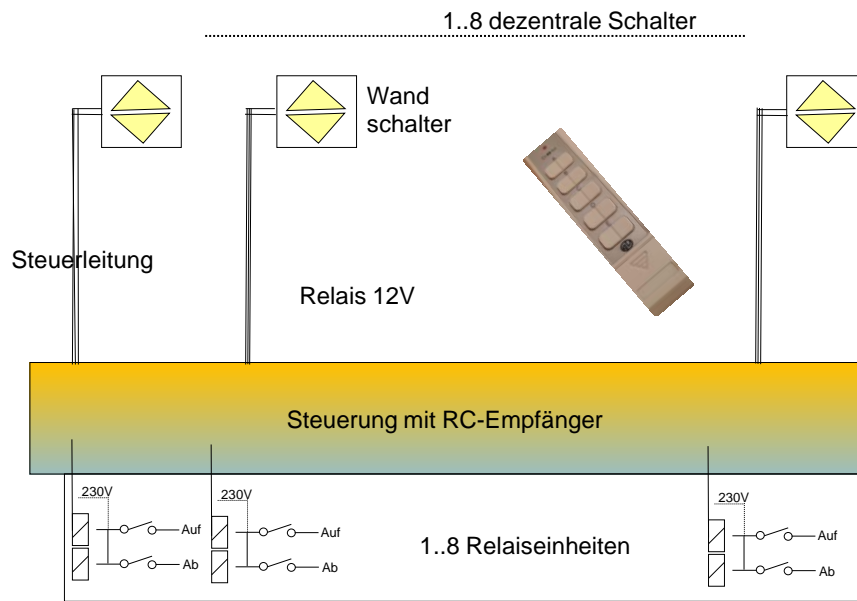 1..8 dezentrale Schalter
Wand
schalter
Steuerleitung
Relais 12V
Steuerung mit RC-Empfänger
230V
230V
230V
Auf
Auf
Auf
1..8 Relaiseinheiten
Ab
Ab
Ab